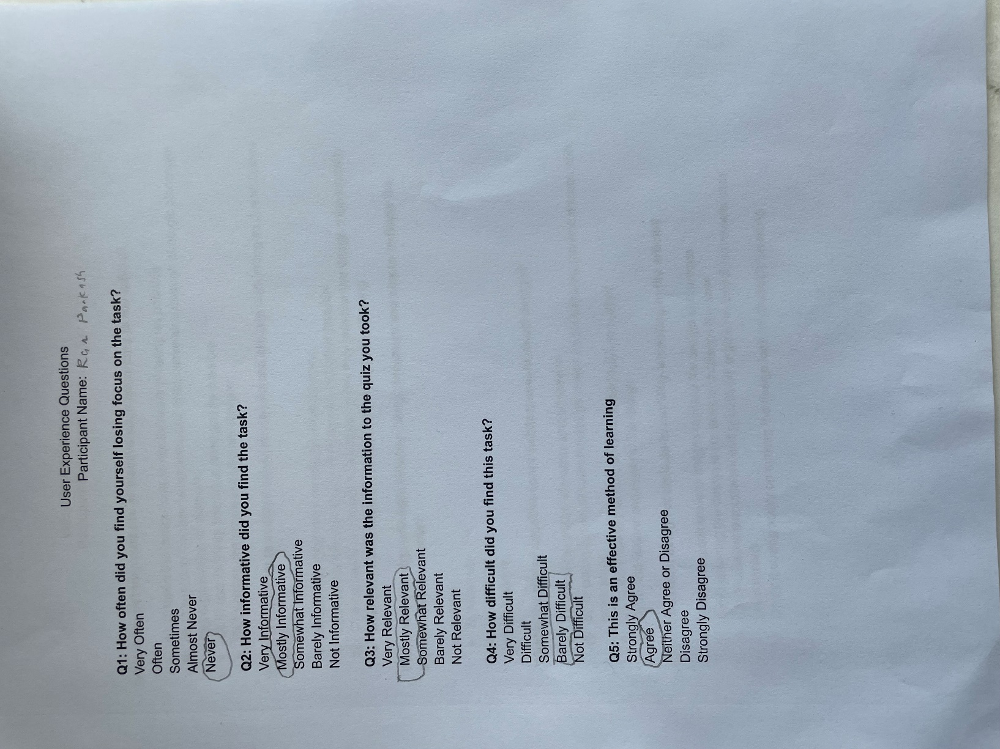 User Experience Questions
Participant Name: Parkash
Q1: How often did you find yourself losing focus on the task?
Very Often
Often
Sometimes
Almost Never
Never
Q2: How informative did you find the task?
Very Informative
Mostly Informative
Somewhat Informative
Barely Informative
Not Informative
Q3: How relevant was the information to the quiz you took?
Very Relevant
Mostly Relevant
Somewhat Relevant
Barely Relevant
Not Relevant
Q4: How difficult did you find this task?
Very Difficult
Difficult
Somewhat Difficult
Barely Difficult
Not Difficult
Q5: This is an effective method of learning
Strongly Agree
Agree
Neither Agree or Disagree
Disagree
Strongly Disagree